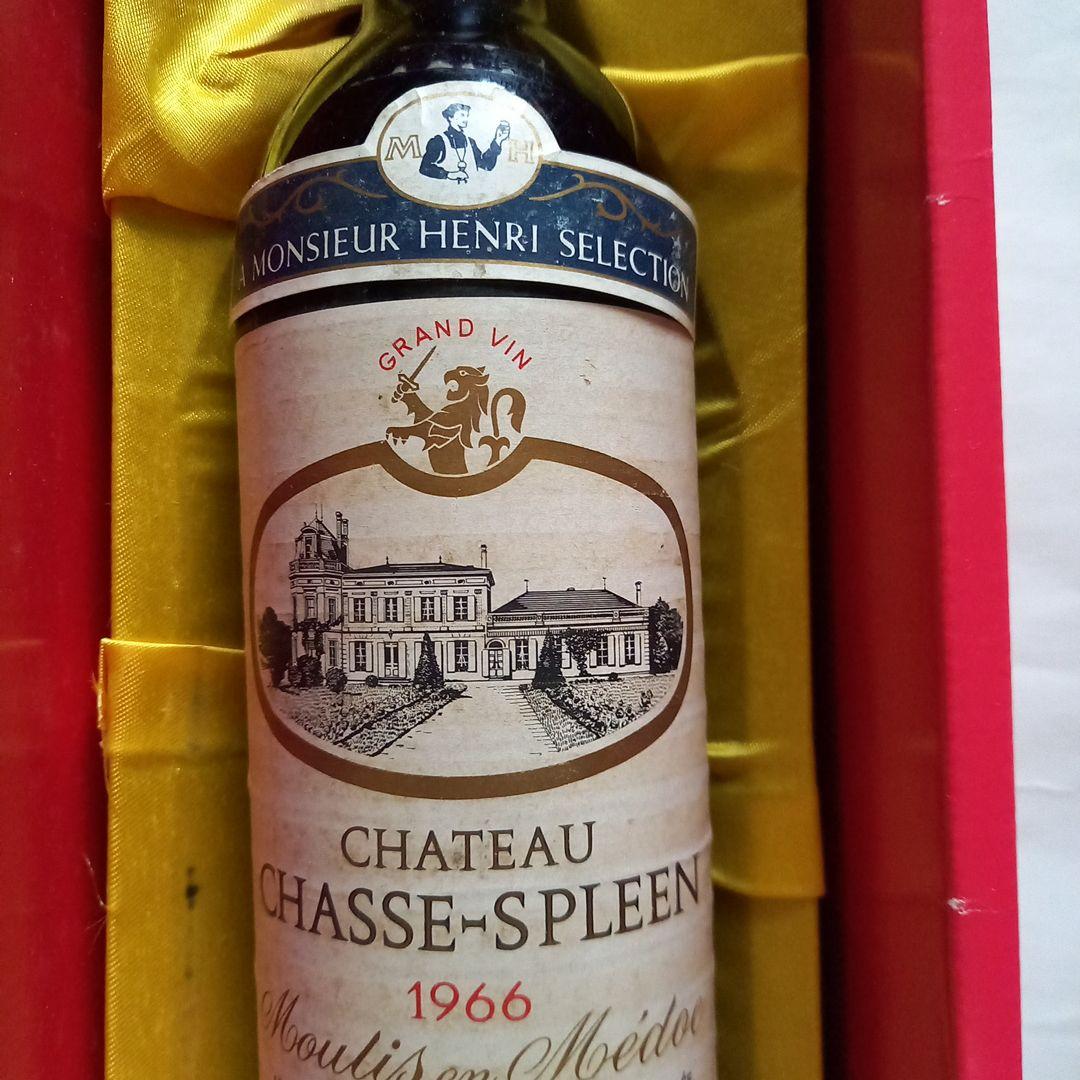 M H
A MONSIEUR HENRI SELECTION
GRAND VIN
CHATEAU
CHASSE-SPLEEN
1966
Moulis en Médoc